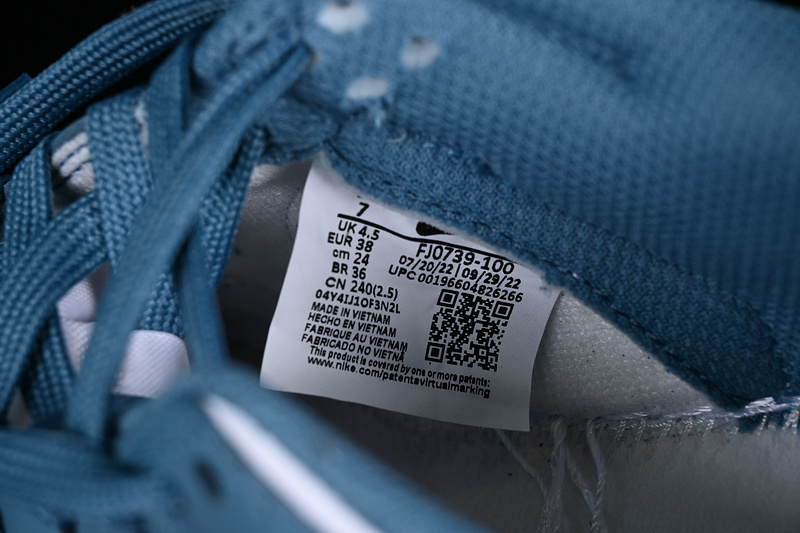 7
UK 4.5
EUR 38
cm 24
BR 36
CN 240(2.5)
FJ0739-100
07/20/22 | 09/29/22
UPC 00196604826266
04Y4IJ1OF3N2L
MADE IN VIETNAM
HECHO EN VIETNAM
FABRIQUE AU VIETNAM
FABRICADO NO VIETNÃ
This product is covered by one or more patents:
www.nike.com/patentsvirtualmarking